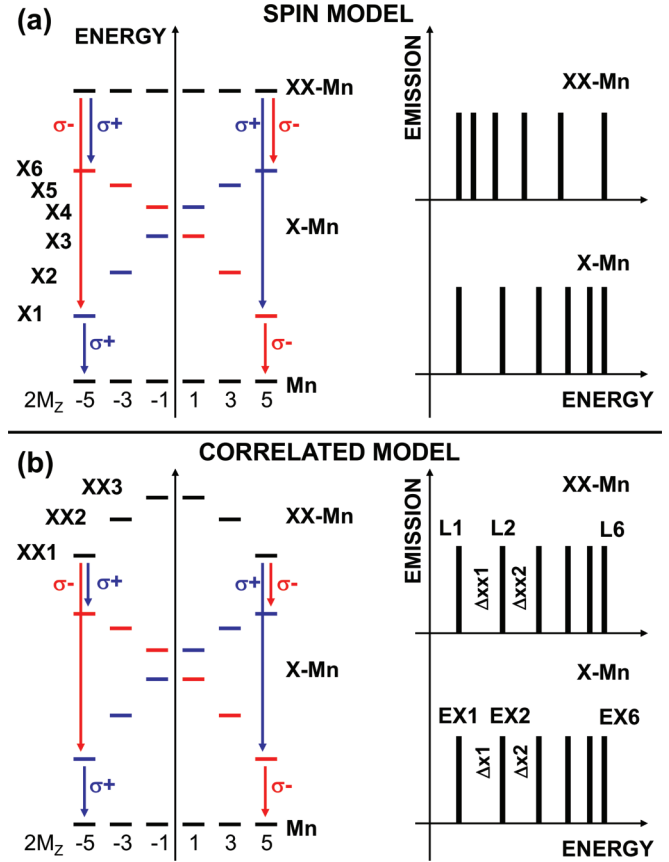 (a)
SPIN MODEL
ENERGY
XX-Mn
σ-
σ+
σ+
σ-
X6
X5
X4
X3
X2
X1
X-Mn
σ+
σ-
Mn
2Mz -5 -3 -1 1 3 5
EMISSION
XX-Mn
X-Mn
ENERGY
(b)
CORRELATED MODEL
XX3
XX2
XX1
XX-Mn
σ-
σ+
σ+
σ-
X-Mn
σ+
σ-
Mn
2Mz -5 -3 -1 1 3 5
EMISSION
XX-Mn
L1 L2 L6
Δxx1 Δxx2
X-Mn
EX1 EX2 EX6
Δx1 Δx2
ENERGY